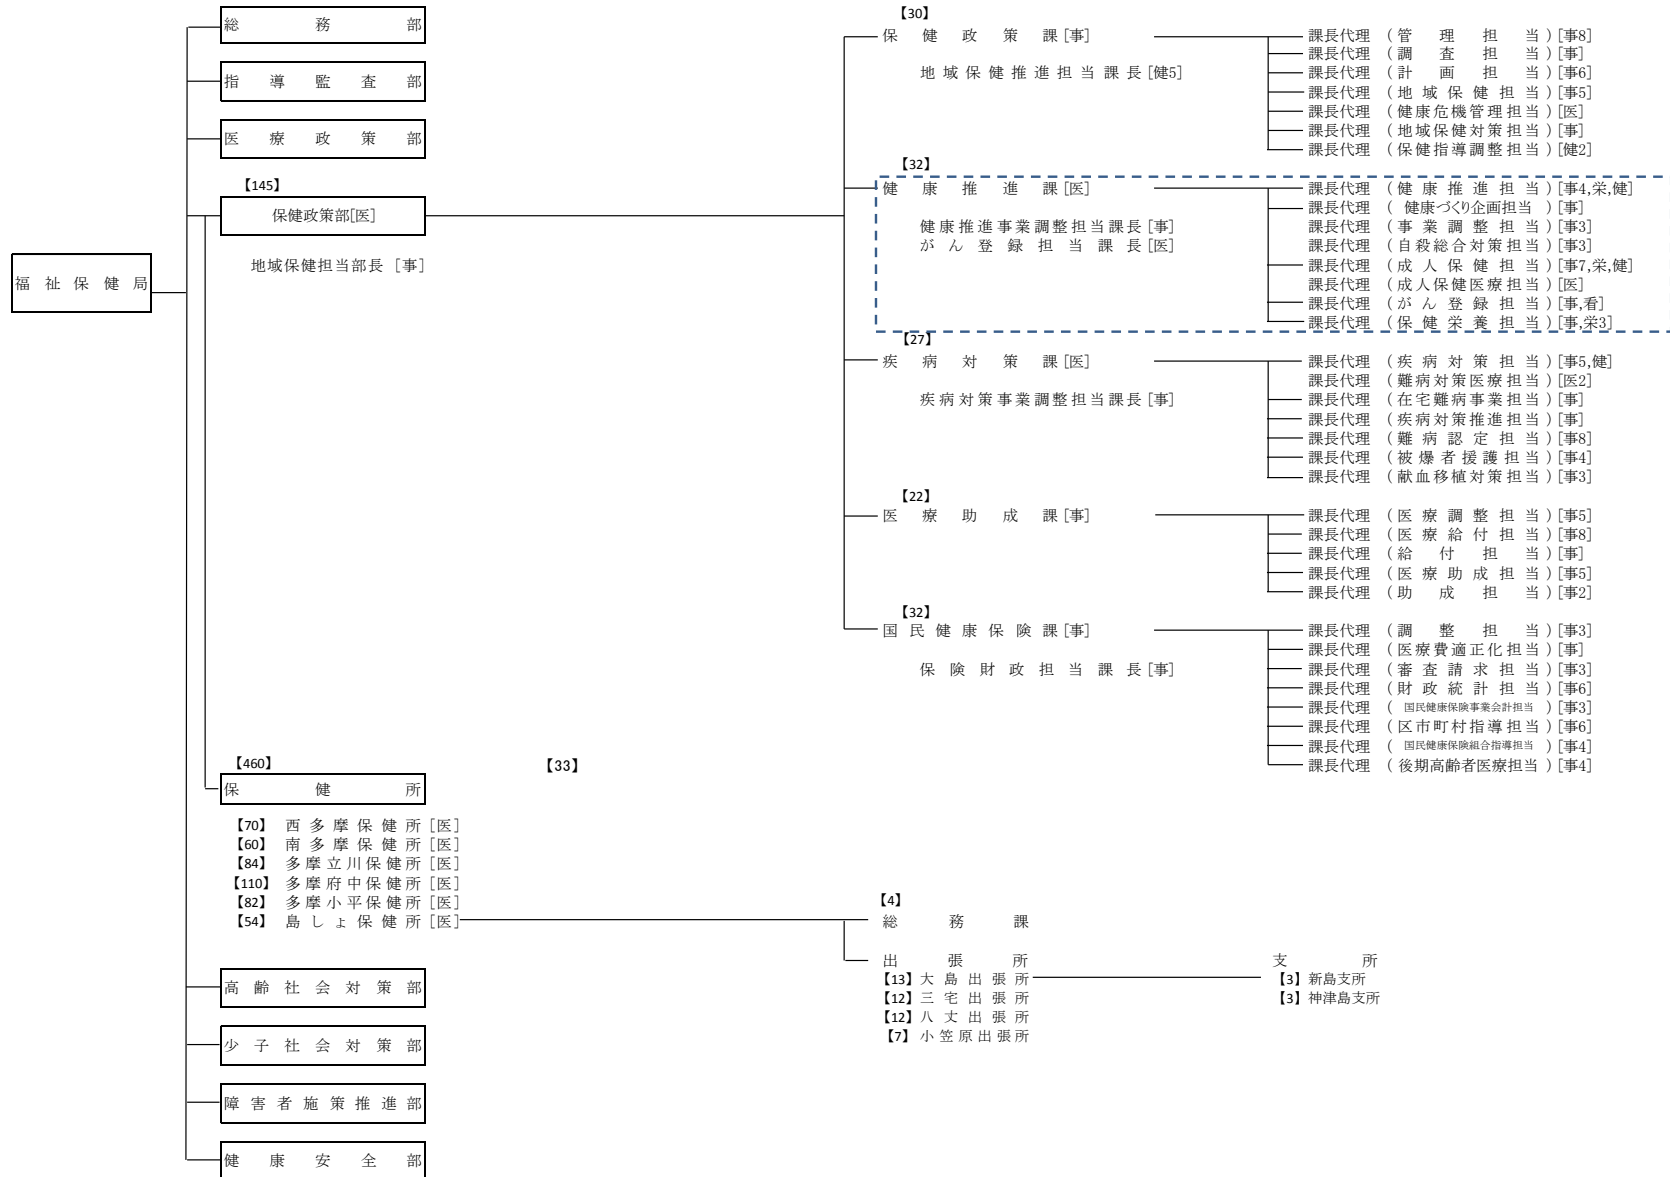 福祉保健局
総務部
指導監査部
医療政策部
【145】
保健政策部[医]
地域保健担当部長 [事]
【30】
保健政策課[事]
地域保健推進担当課長[健5]
課長代理 (管理担当)[事8]
課長代理 (調査担当)[事]
課長代理 (計画担当)[事6]
課長代理 (地域保健担当)[事5]
課長代理 (健康危機管理担当)[医]
課長代理 (地域保健対策担当)[事]
課長代理 (保健指導調整担当)[健2]
【32】
健康推進課[医]
健康推進事業調整担当課長[事]
がん登録担当課長[医]
課長代理 (健康推進担当)[事4,栄,健]
課長代理 (健康づくり企画担当)[事]
課長代理 (事業調整担当)[事3]
課長代理 (自殺総合対策担当)[事3]
課長代理 (成人保健担当)[事7,栄,健]
課長代理 (成人保健医療担当)[医]
課長代理 (がん登録担当)[事,看]
課長代理 (保健栄養担当)[事,栄3]
【27】
疾病対策課[医]
疾病対策事業調整担当課長[事]
課長代理 (疾病対策担当)[事5,健]
課長代理 (難病対策医療担当)[医2]
課長代理 (在宅難病事業担当)[事]
課長代理 (疾病対策推進担当)[事]
課長代理 (難病認定担当)[事8]
課長代理 (被爆者援護担当)[事4]
課長代理 (献血移植対策担当)[事3]
【22】
医療助成課[事]
課長代理 (医療調整担当)[事5]
課長代理 (医療給付担当)[事8]
課長代理 (給付担当)[事]
課長代理 (医療助成担当)[事5]
課長代理 (助成担当)[事2]
【32】
国民健康保険課[事]
保険財政担当課長[事]
課長代理 (調整担当)[事3]
課長代理 (医療費適正化担当)[事]
課長代理 (審査請求担当)[事3]
課長代理 (財政統計担当)[事6]
課長代理 (国民健康保険事業会計担当)[事3]
課長代理 (区市町村指導担当)[事6]
課長代理 (国民健康保険組合指導担当)[事4]
課長代理 (後期高齢者医療担当)[事4]
【460】
【33】
保健所
【70】 西多摩保健所[医]
【60】 南多摩保健所[医]
【84】 多摩立川保健所[医]
【110】 多摩府中保健所[医]
【82】 多摩小平保健所[医]
【54】 島しょ保健所[医]
【4】
総務課
出張所
【13】大島出張所
【12】三宅出張所
【12】八丈出張所
【7】小笠原出張所
支所
【3】新島支所
【3】神津島支所
高齢社会対策部
少子社会対策部
障害者施策推進部
健康安全部